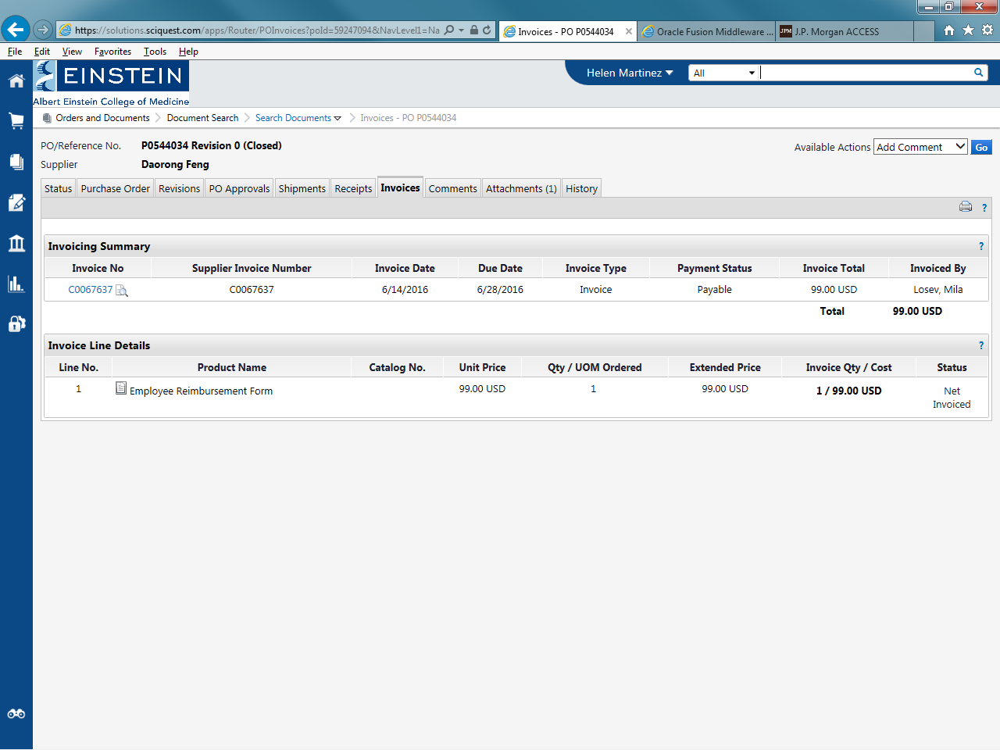 https://solutions.sciquest.com/apps/Router/POInvoices?poId=59247094&NavLevel1=Na
Invoices - PO P0544034
Oracle Fusion Middleware ...
JPM J.P. Morgan ACCESS
File Edit View Favorites Tools Help
EINSTEIN
Albert Einstein College of Medicine
Helen Martinez
All
Orders and Documents Document Search Search Documents Invoices - PO P0544034
PO/Reference No. P0544034 Revision 0 (Closed)
Available Actions Add Comment Go
Supplier Daorong Feng
Status Purchase Order Revisions PO Approvals Shipments Receipts Invoices Comments Attachments (1) History
?
Invoicing Summary ?
Invoice No Supplier Invoice Number Invoice Date Due Date Invoice Type Payment Status Invoice Total Invoiced By
C0067637 C0067637 6/14/2016 6/28/2016 Invoice Payable 99.00 USD Losev, Mila
Total 99.00 USD
Invoice Line Details ?
Line No. Product Name Catalog No. Unit Price Qty / UOM Ordered Extended Price Invoice Qty / Cost Status
1 Employee Reimbursement Form 99.00 USD 1 99.00 USD 1 / 99.00 USD Net
Invoiced